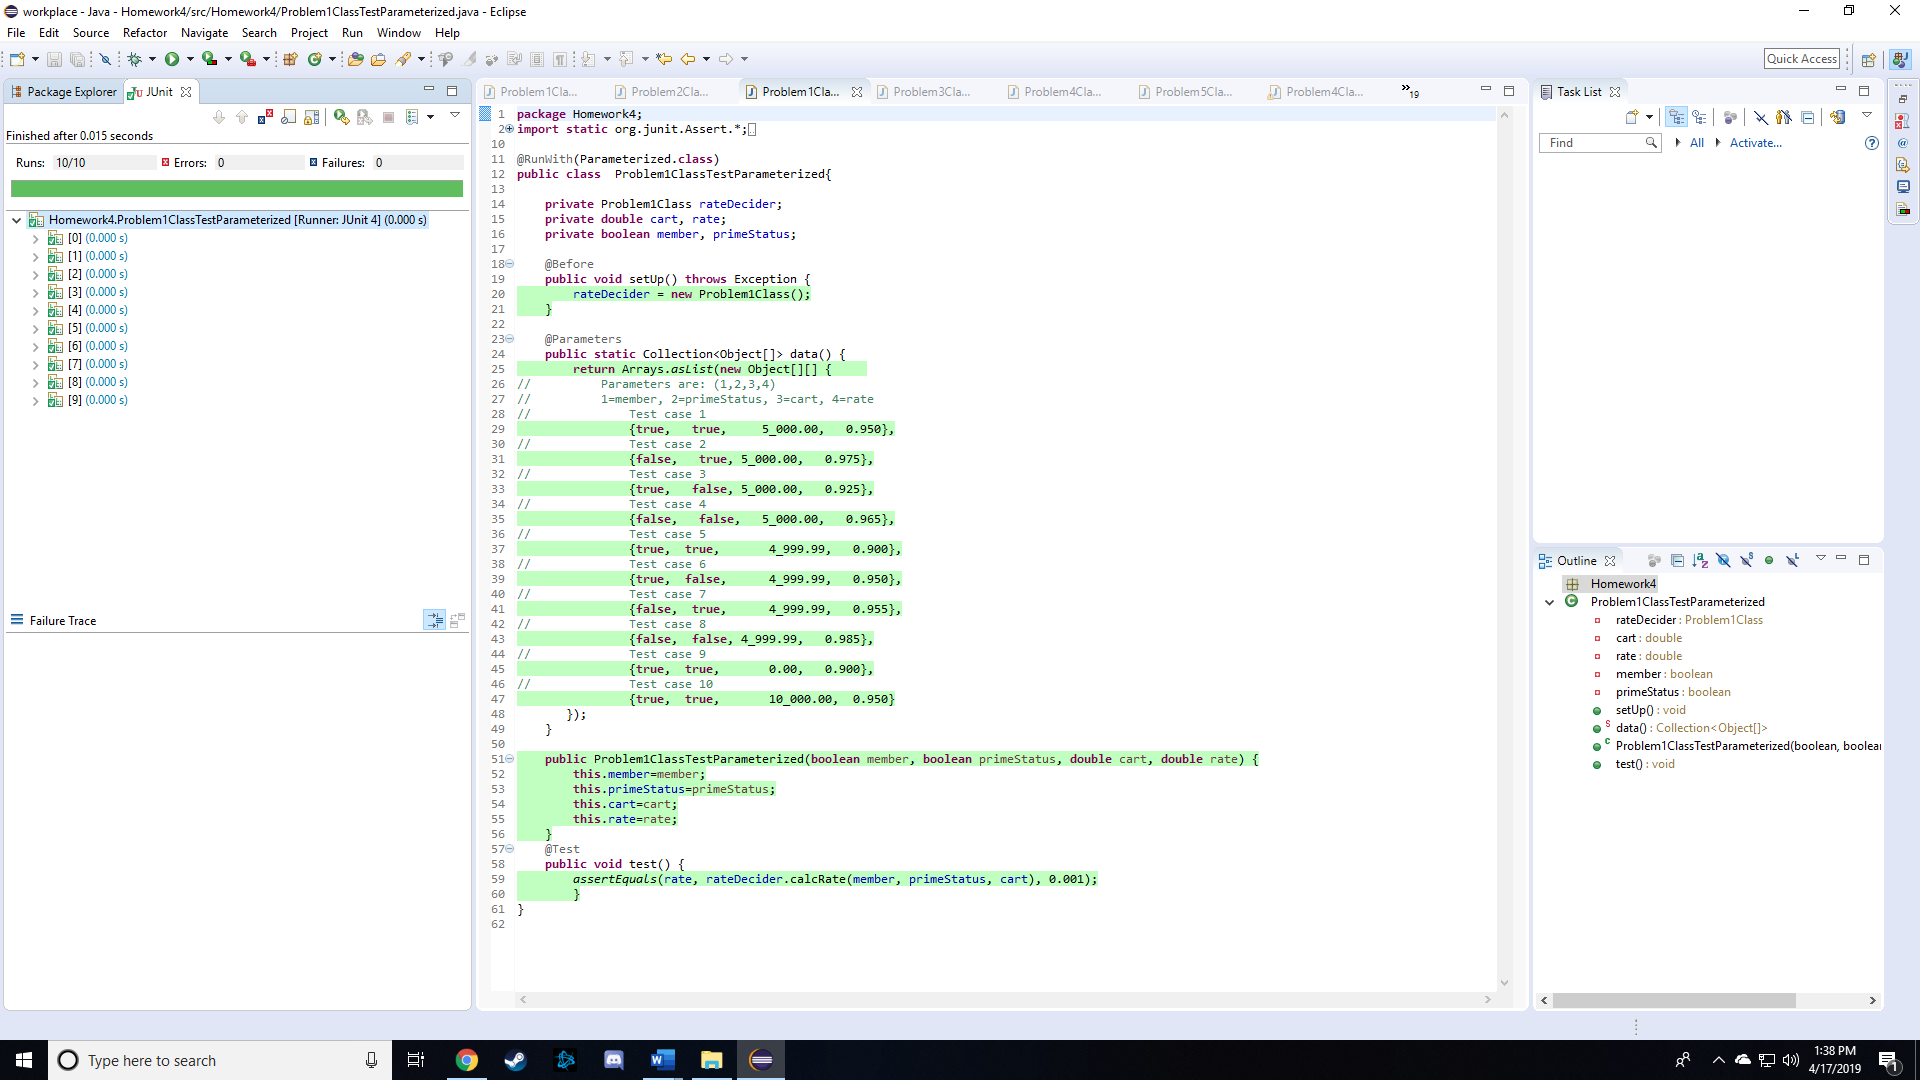 workplace - Java - Homework4/src/Homework4/Problem1ClassTestParameterized.java - Eclipse
File Edit Source Refactor Navigate Search Project Run Window Help
Quick Access
Package Explorer JUnit
Finished after 0.015 seconds
Runs: 10/10 Errors: 0 Failures: 0
Homework4.Problem1ClassTestParameterized [Runner: JUnit 4] (0.000 s)
[0] (0.000 s)
[1] (0.000 s)
[2] (0.000 s)
[3] (0.000 s)
[4] (0.000 s)
[5] (0.000 s)
[6] (0.000 s)
[7] (0.000 s)
[8] (0.000 s)
[9] (0.000 s)
Failure Trace
Problem1Cla... Problem2Cla... Problem1Cla... Problem3Cla... Problem4Cla... Problem5Cla... Problem4Cla... »19
1 package Homework4;
2 import static org.junit.Assert.*;
10
11 @RunWith(Parameterized.class)
12 public class  Problem1ClassTestParameterized{
13
14     private Problem1Class rateDecider;
15     private double cart, rate;
16     private boolean member, primeStatus;
17
18     @Before
19     public void setUp() throws Exception {
20         rateDecider = new Problem1Class();
21     }
22
23     @Parameters
24     public static Collection<Object[]> data() {
25         return Arrays.asList(new Object[][] {
26 //          Parameters are: (1,2,3,4)
27 //          1=member, 2=primeStatus, 3=cart, 4=rate
28 //              Test case 1
29                 {true,   true,     5_000.00,   0.950},
30 //              Test case 2
31                 {false,   true, 5_000.00,   0.975},
32 //              Test case 3
33                 {true,   false, 5_000.00,   0.925},
34 //              Test case 4
35                 {false,   false,   5_000.00,   0.965},
36 //              Test case 5
37                 {true,  true,       4_999.99,   0.900},
38 //              Test case 6
39                 {true,  false,      4_999.99,   0.950},
40 //              Test case 7
41                 {false,  true,      4_999.99,   0.955},
42 //              Test case 8
43                 {false,  false, 4_999.99,   0.985},
44 //              Test case 9
45                 {true,  true,       0.00,   0.900},
46 //              Test case 10
47                 {true,  true,       10_000.00,  0.950}
48        });
49     }
50
51     public Problem1ClassTestParameterized(boolean member, boolean primeStatus, double cart, double rate) {
52         this.member=member;
53         this.primeStatus=primeStatus;
54         this.cart=cart;
55         this.rate=rate;
56     }
57     @Test
58     public void test() {
59         assertEquals(rate, rateDecider.calcRate(member, primeStatus, cart), 0.001);
60         }
61 }
62
Task List
Find All Activate...
Outline
Homework4
Problem1ClassTestParameterized
rateDecider : Problem1Class
cart : double
rate : double
member : boolean
primeStatus : boolean
setUp() : void
data() : Collection<Object[]>
Problem1ClassTestParameterized(boolean, boolea
test() : void
Type here to search
1:38 PM
4/17/2019
1